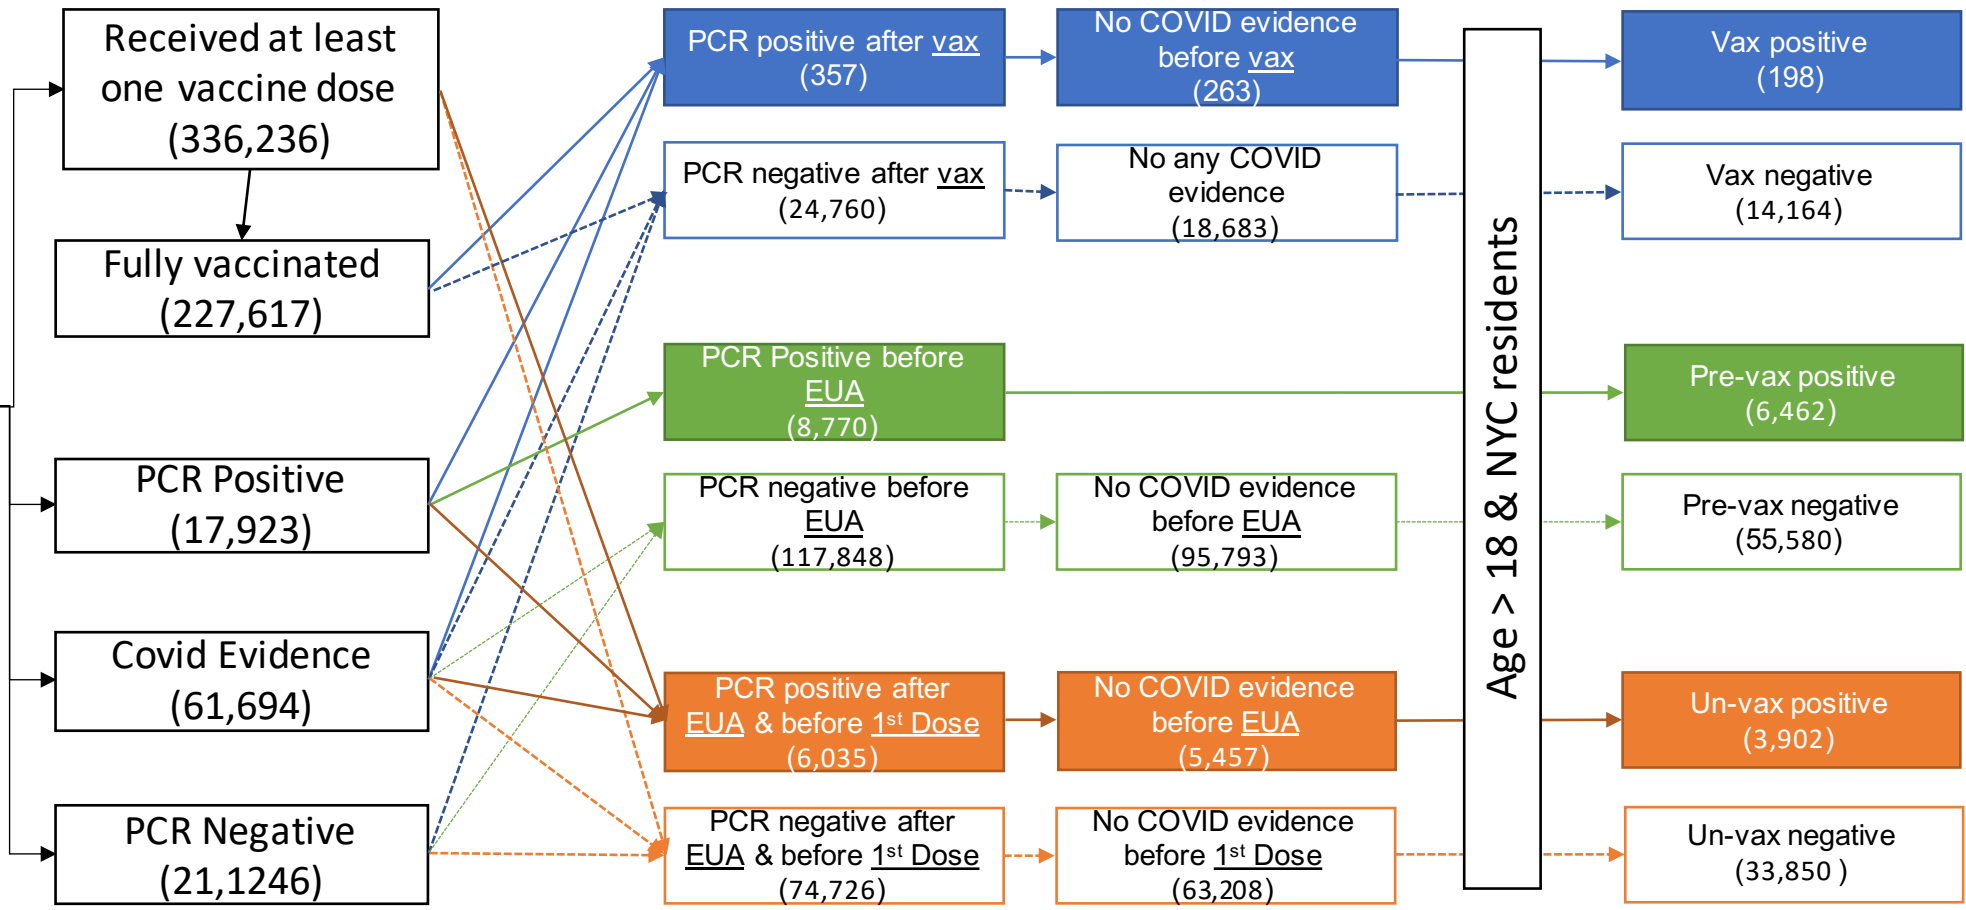 Received at least
one vaccine dose
(336,236)
Fully vaccinated
(227,617)
PCR Positive
(17,923)
Covid Evidence
(61,694)
PCR Negative
(21,1246)
PCR positive after vax
(357)
No COVID evidence
before vax
(263)
PCR negative after vax
(24,760)
No any COVID
evidence
(18,683)
PCR Positive before
EUA
(8,770)
PCR negative before
EUA
(117,848)
No COVID evidence
before EUA
(95,793)
PCR positive after
EUA & before 1st Dose
(6,035)
No COVID evidence
before EUA
(5,457)
PCR negative after
EUA & before 1st Dose
(74,726)
No COVID evidence
before 1st Dose
(63,208)
Age > 18 & NYC residents
Vax positive
(198)
Vax negative
(14,164)
Pre-vax positive
(6,462)
Pre-vax negative
(55,580)
Un-vax positive
(3,902)
Un-vax negative
(33,850 )